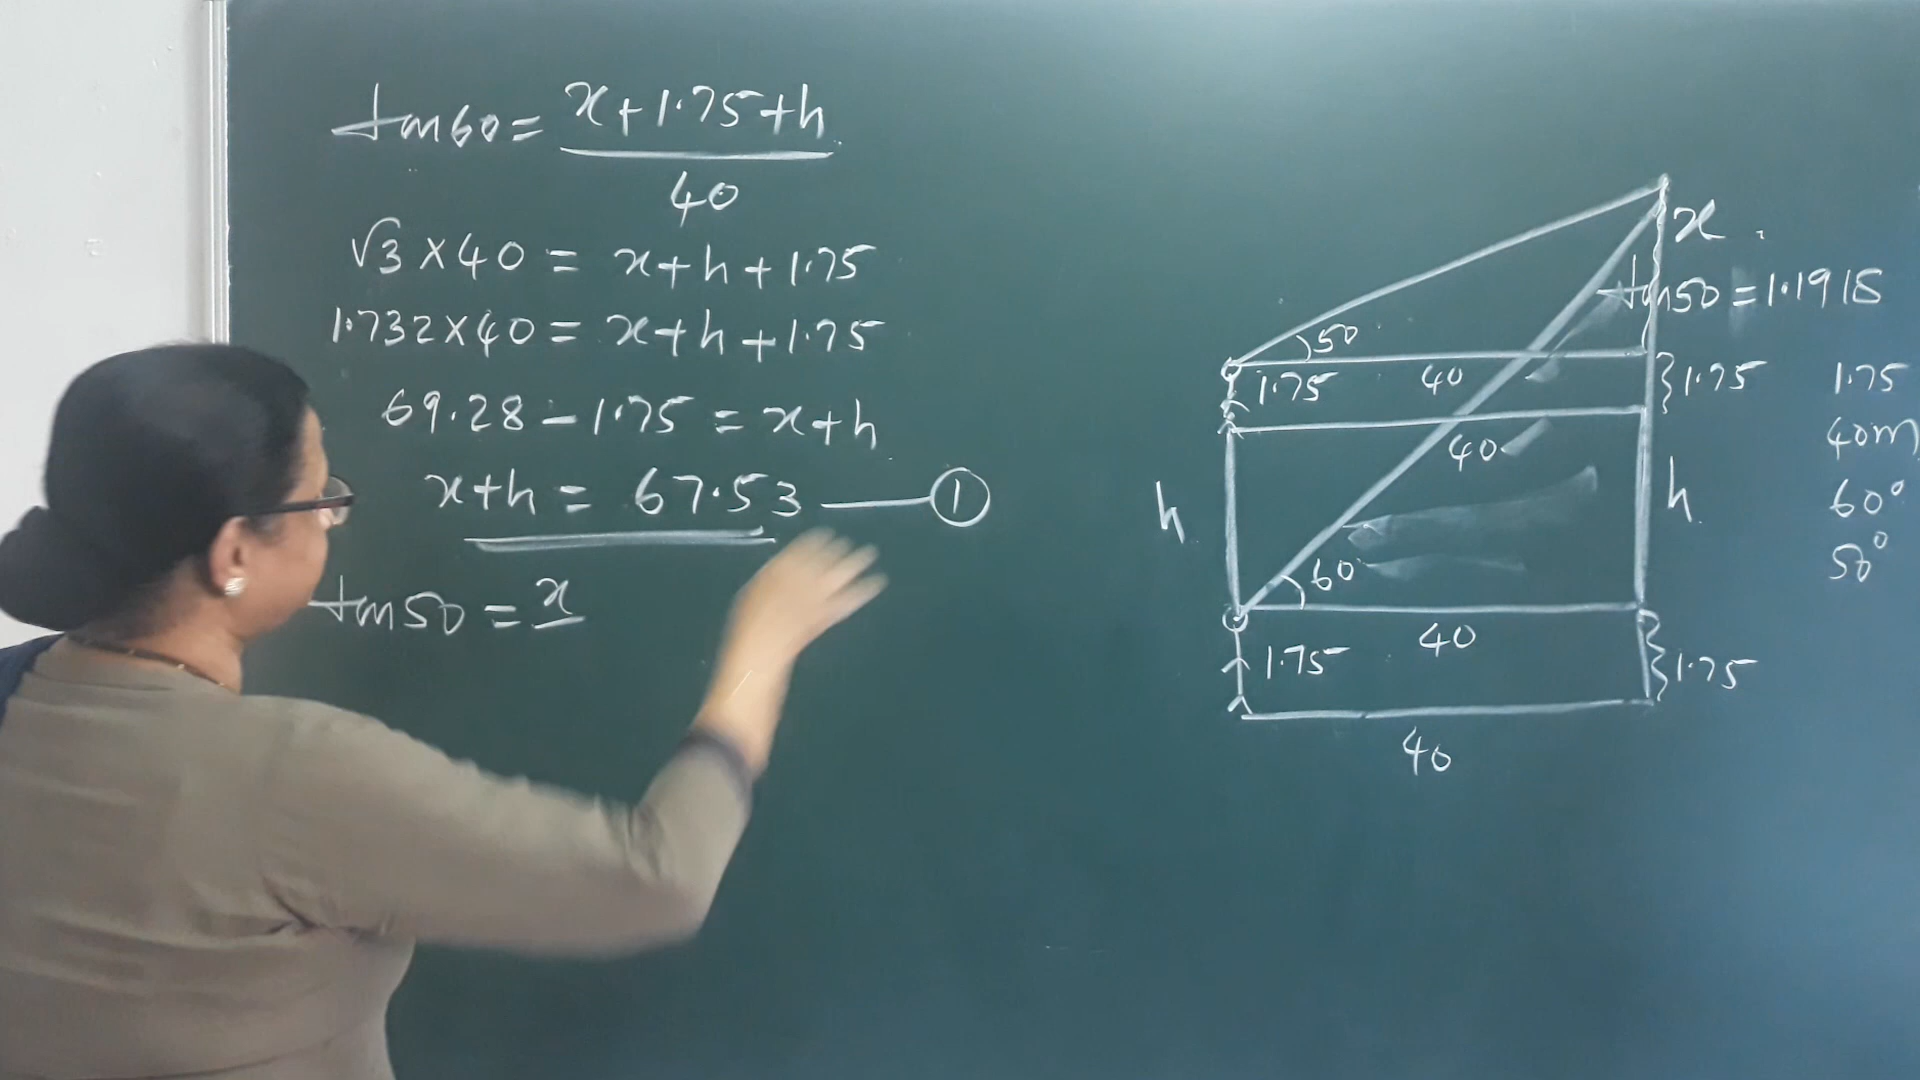 tan60 = x+1.75+h
40
√3 × 40 = x+h+1.75
1.732×40 = x+h+1.75
69.28 - 1.75 = x+h
x+h = 67.53 — 1
tan50 = x
x
tan50 = 1.1918
50
1.75
40
1.75
1.75
40m
60°
50°
40
h
h
60
40
1.75
1.75
40